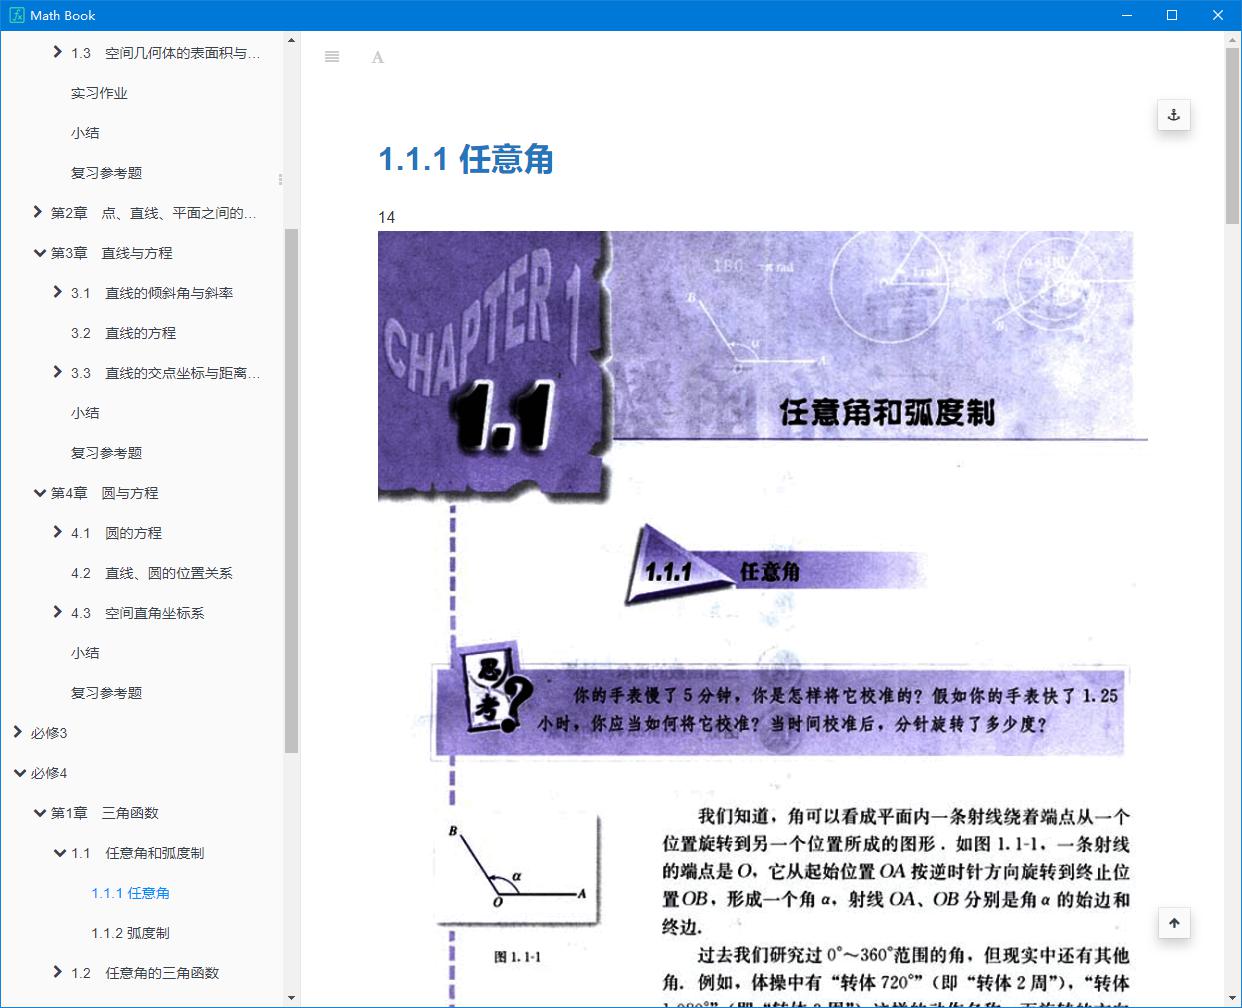 Math Book
1.3 空间几何体的表面积与…
实习作业
小结
复习参考题
第2章 点、直线、平面之间的…
第3章 直线与方程
3.1 直线的倾斜角与斜率
3.2 直线的方程
3.3 直线的交点坐标与距离…
小结
复习参考题
第4章 圆与方程
4.1 圆的方程
4.2 直线、圆的位置关系
4.3 空间直角坐标系
小结
复习参考题
必修3
必修4
第1章 三角函数
1.1 任意角和弧度制
1.1.1 任意角
1.1.2 弧度制
1.2 任意角的三角函数
A
1.1.1 任意角
14
CHAPTER 1
1.1
180
π rad
1 rad
B
α
A
任意角和弧度制
1.1.1 任意角
思考?
你的手表慢了 5 分钟，你是怎样将它校准的？假如你的手表快了 1.25
小时，你应当如何将它校准？当时间校准后，分针旋转了多少度？
B
α
O
A
图 1.1-1
我们知道，角可以看成平面内一条射线绕着端点从一个
位置旋转到另一个位置所成的图形．如图 1.1-1，一条射线
的端点是 O，它从起始位置 OA 按逆时针方向旋转到终止位
置OB，形成一个角 α，射线 OA、OB 分别是角 α 的始边和
终边．
过去我们研究过 0°～360°范围的角，但现实中还有其他
角．例如，体操中有“转体 720°”（即“转体 2 周”），“转体